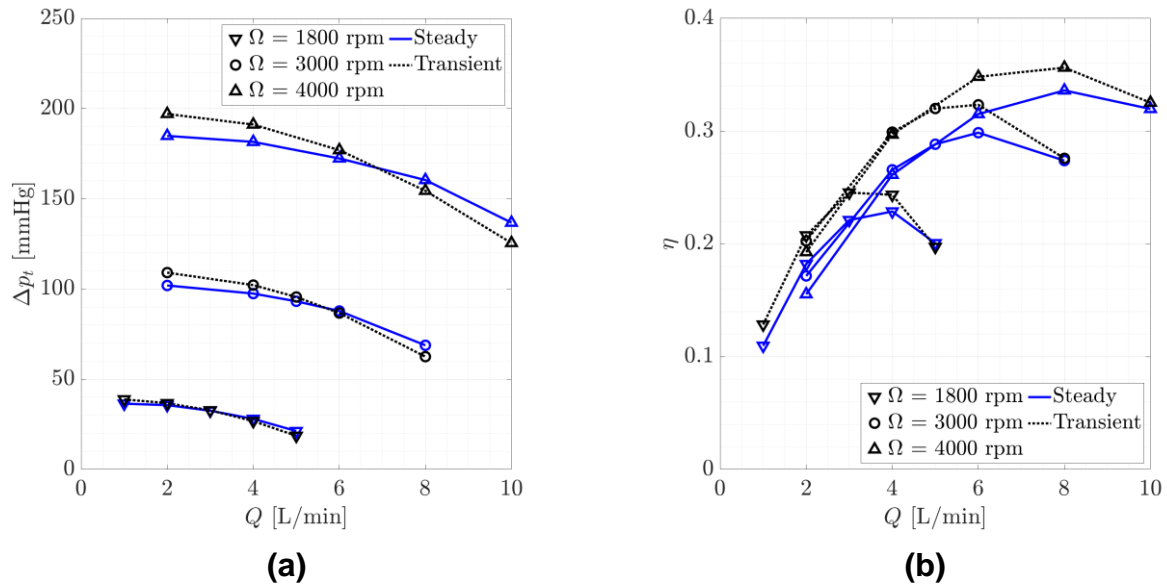 250
200
150
100
50
0
Δp_t [mmHg]
0 2 4 6 8 10
Q [L/min]
Ω = 1800 rpm Steady
Ω = 3000 rpm Transient
Ω = 4000 rpm
(a)
0.4
0.3
0.2
0.1
0
η
0 2 4 6 8 10
Q [L/min]
Ω = 1800 rpm Steady
Ω = 3000 rpm Transient
Ω = 4000 rpm
(b)